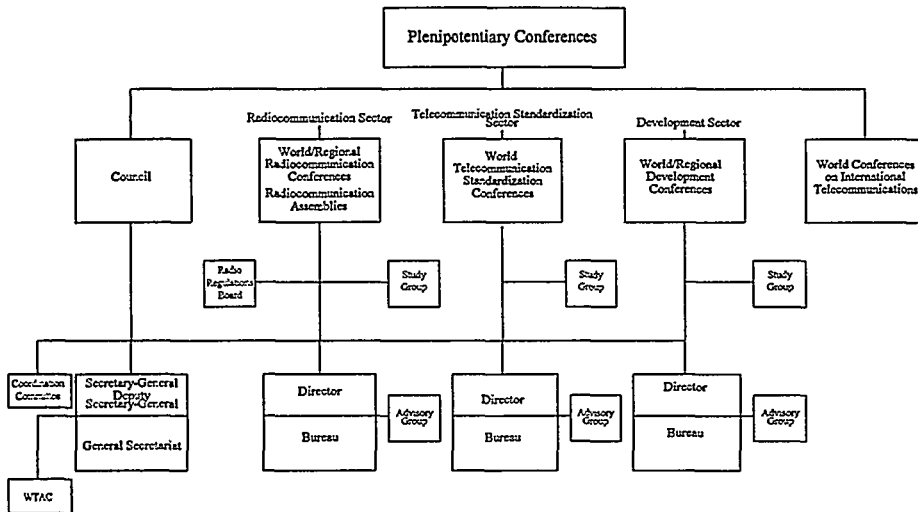 Plenipotentiary Conferences
Radiocommunication Sector
Telecommunication Standardization
Sector
Development Sector
Council
World/Regional
Radiocommunication
Conferences
Radiocommunication
Assemblies
World
Telecommunication
Standardization
Conferences
World/Regional
Development
Conferences
World Conferences
on International
Telecommunications
Radio
Regulations
Board
Study
Group
Study
Group
Study
Group
Coordination
Committee
Secretary-General
Deputy
Secretary-General
General Secretariat
Director
Bureau
Advisory
Group
Director
Bureau
Advisory
Group
Director
Bureau
Advisory
Group
WTAC